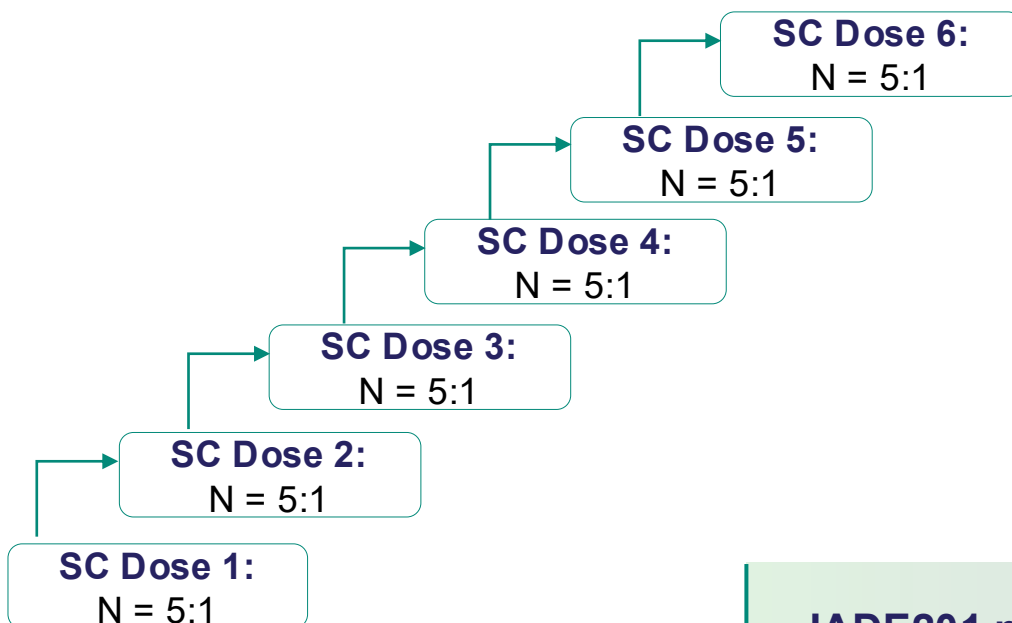 SC Dose 6:
N = 5:1
SC Dose 5:
N = 5:1
SC Dose 4:
N = 5:1
SC Dose 3:
N = 5:1
SC Dose 2:
N = 5:1
SC Dose 1:
N = 5:1